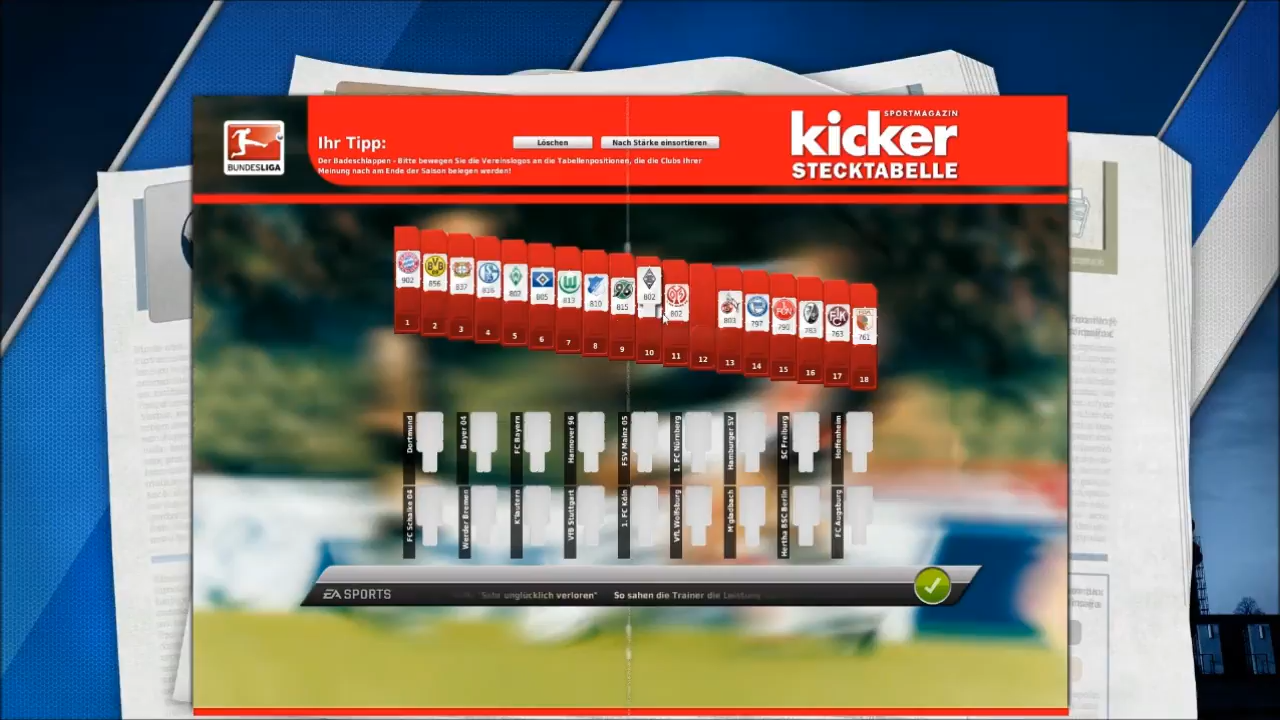 BUNDESLIGA
Ihr Tipp:
Löschen
Nach Stärke einsortieren
Der Badeschlappen - Bitte bewegen Sie die Vereinslogos an die Tabellenpositionen, die die Clubs Ihrer
Meinung nach am Ende der Saison belegen werden!
SPORTMAGAZIN
kicker
STECKTABELLE
902 856 837 836 802 805 813 810 815 802 802 803 797 790 783 763 761
1 2 3 4 5 6 7 8 9 10 11 12 13 14 15 16 17 18
Dortmund
Bayer 04
FC Bayern
Hannover 96
FSV Mainz 05
1. FC Nürnberg
Hamburger SV
SC Freiburg
Hoffenheim
FC Schalke 04
Werder Bremen
K'lautern
VfB Stuttgart
1. FC Köln
VfL Wolfsburg
M'gladbach
Hertha BSC Berlin
FC Augsburg
EA SPORTS
"Sehr unglücklich verloren" So sahen die Trainer die Leistung